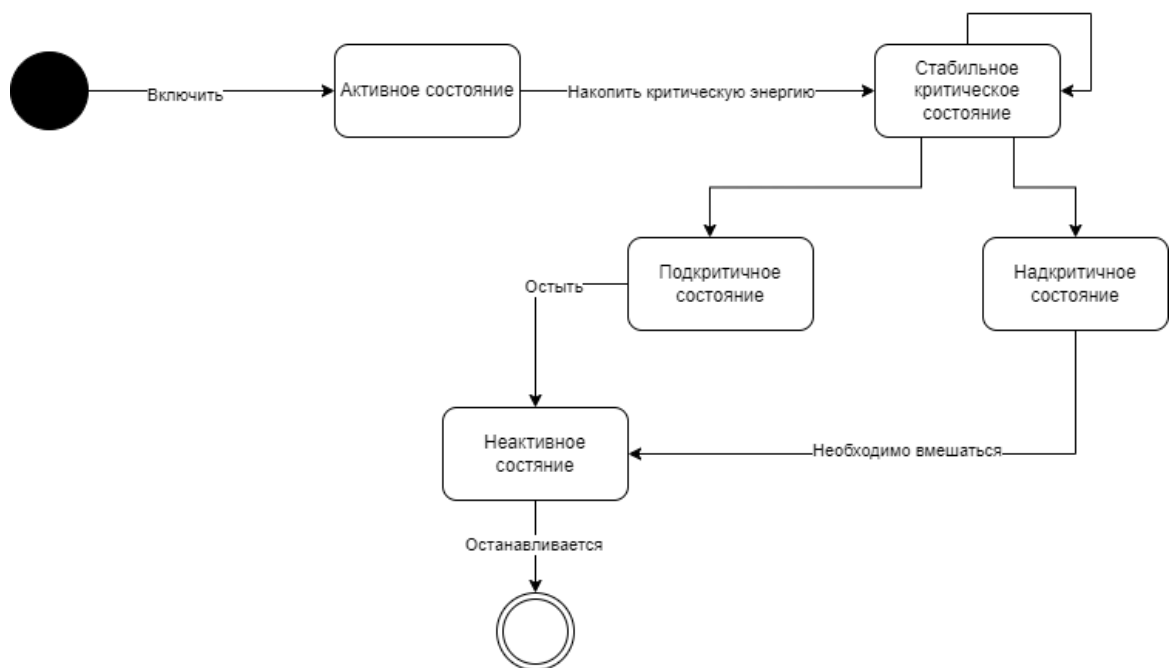 Включить
Активное состояние
Накопить критическую энергию
Стабильное
критическое
состояние
Подкритичное
состояние
Надкритичное
состояние
Остыть
Неактивное
состяние
Необходимо вмешаться
Останавливается